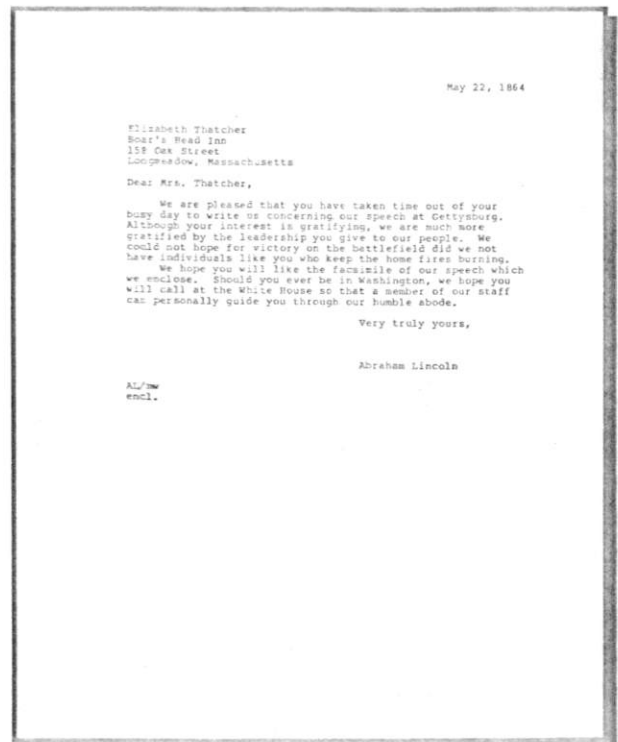 May 22, 1864
Elizabeth Thatcher
Boar's Head Inn
158 Oak Street
Longmeadow, Massachusetts
Dear Mrs. Thatcher,
We are pleased that you have taken time out of your
busy day to write us concerning our speech at Gettysburg.
Although your interest is gratifying, we are much more
gratified by the leadership you give to our people. We
could not hope for victory on the battlefield did we not
have individuals like you who keep the home fires burning.
We hope you will like the facsimile of our speech which
we enclose. Should you ever be in Washington, we hope you
will call at the White House so that a member of our staff
can personally guide you through our humble abode.
Very truly yours,
Abraham Lincoln
AL/mw
encl.